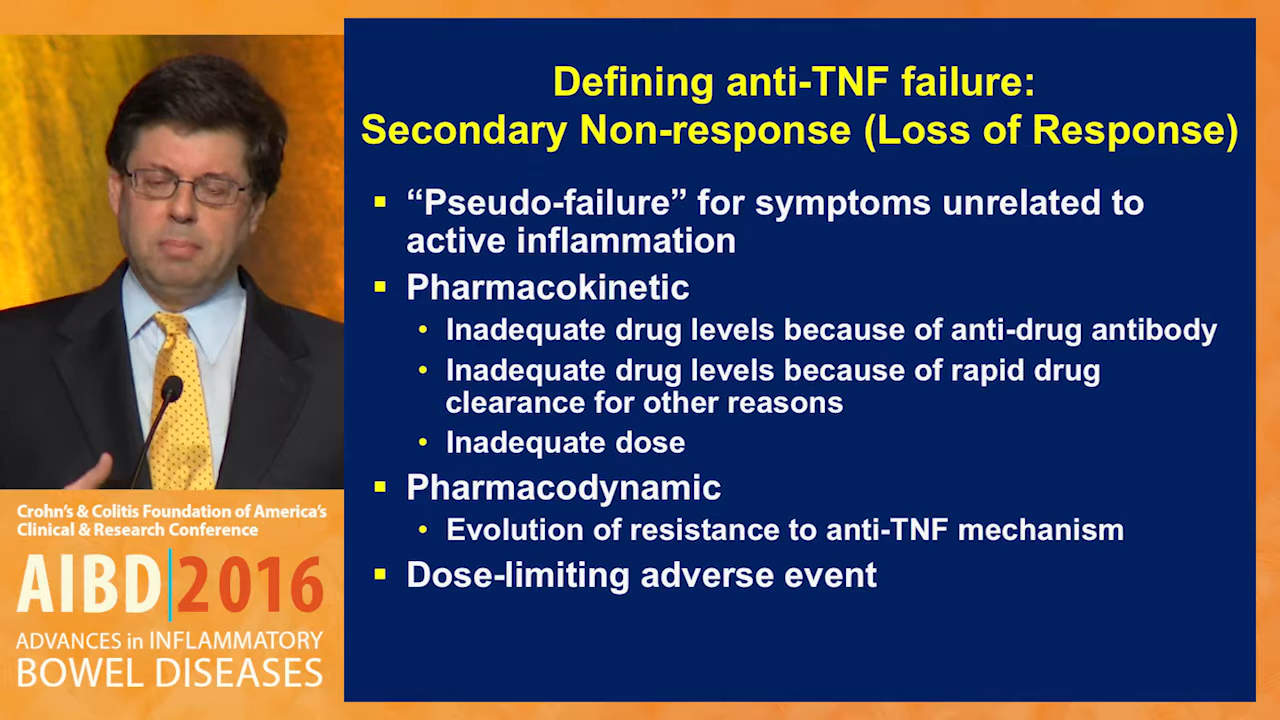 Defining anti-TNF failure:
Secondary Non-response (Loss of Response)
▪ “Pseudo-failure” for symptoms unrelated to
active inflammation
▪ Pharmacokinetic
• Inadequate drug levels because of anti-drug antibody
• Inadequate drug levels because of rapid drug
clearance for other reasons
• Inadequate dose
▪ Pharmacodynamic
• Evolution of resistance to anti-TNF mechanism
▪ Dose-limiting adverse event
Crohn’s & Colitis Foundation of America’s
Clinical & Research Conference
AIBD|2016
ADVANCES in INFLAMMATORY
BOWEL DISEASES